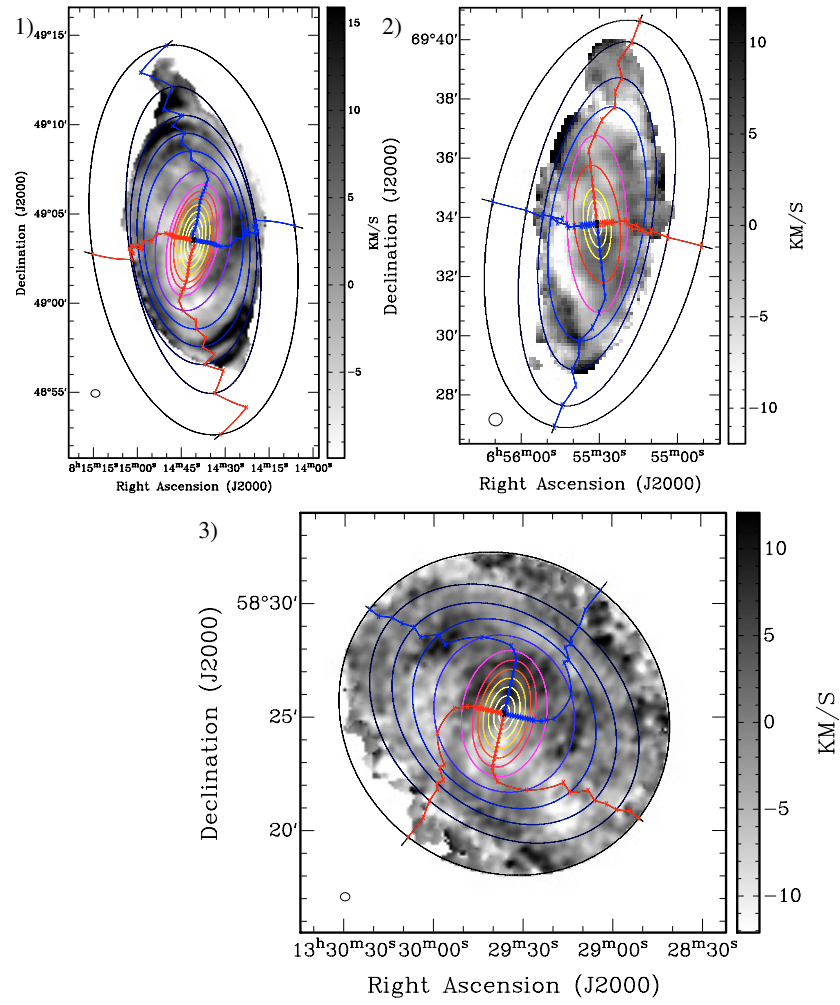 1)
49°15′
49°10′
49°05′
49°00′
48°55′
Declination (J2000)
8ʰ15ᵐ15ˢ 15ᵐ00ˢ 14ᵐ45ˢ 14ᵐ30ˢ 14ᵐ15ˢ 14ᵐ00ˢ
Right Ascension (J2000)
15
10
5
0
−5
KM/S
2)
69°40′
38′
36′
34′
32′
30′
28′
Declination (J2000)
6ʰ56ᵐ00ˢ 55ᵐ30ˢ 55ᵐ00ˢ
Right Ascension (J2000)
10
5
0
−5
−10
KM/S
3)
58°30′
25′
20′
Declination (J2000)
13ʰ30ᵐ30ˢ 30ᵐ00ˢ 29ᵐ30ˢ 29ᵐ00ˢ 28ᵐ30ˢ
Right Ascension (J2000)
10
5
0
−5
−10
KM/S